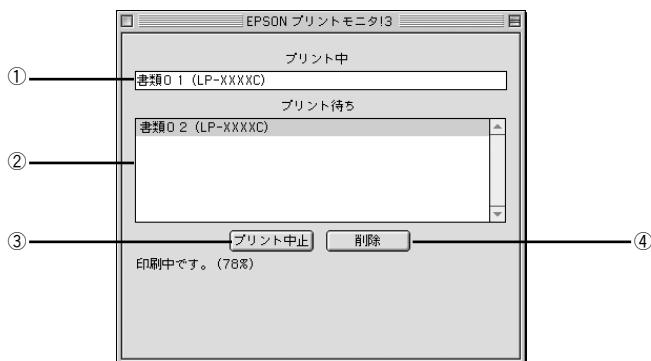 EPSON プリントモニタ!3
プリント中
① 書類０１ (LP-XXXXC)
プリント待ち
② 書類０２ (LP-XXXXC)
③ プリント中止 削除 ④
印刷中です。(78%)